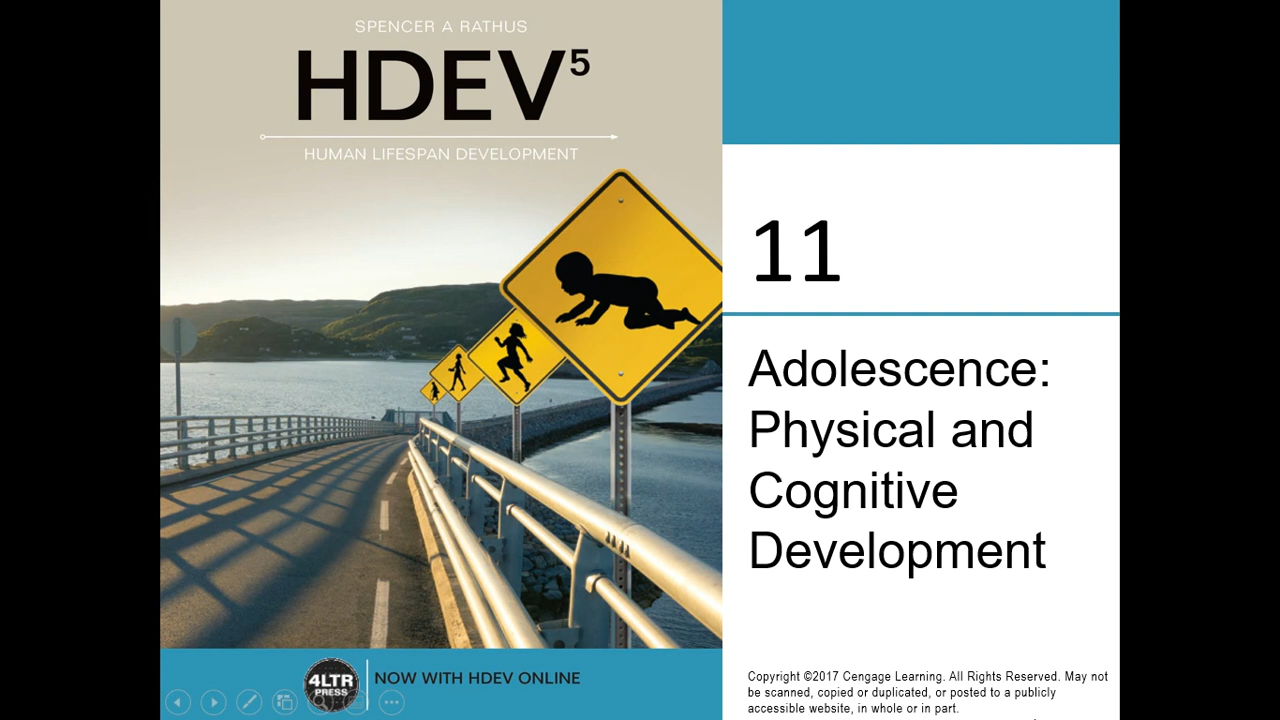 SPENCER A RATHUS
HDEV5
HUMAN LIFESPAN DEVELOPMENT
4LTR
PRESS
NOW WITH HDEV ONLINE
11
Adolescence:
Physical and
Cognitive
Development
Copyright ©2017 Cengage Learning. All Rights Reserved. May not
be scanned, copied or duplicated, or posted to a publicly
accessible website, in whole or in part.